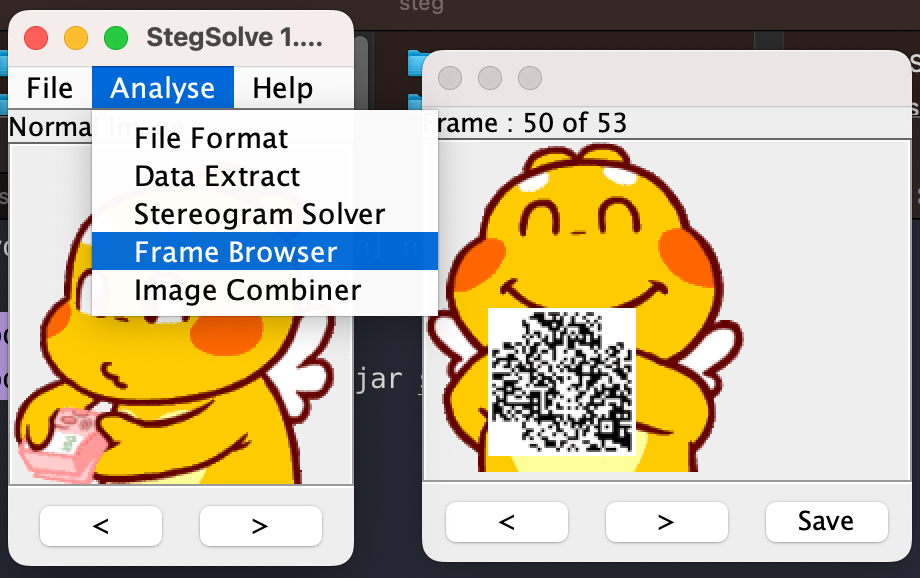 steg
StegSolve 1....
File Analyse Help
Norma
File Format
Data Extract
Stereogram Solver
Frame Browser
Image Combiner
<
>
Frame : 50 of 53
jar
<
>
Save